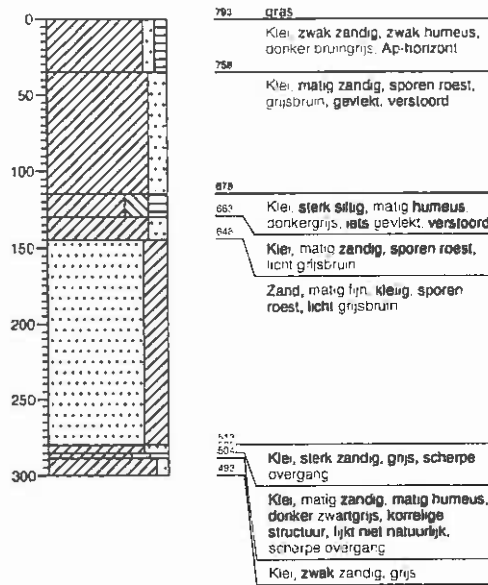 0
50
100
150
200
250
300
793 gras
Klei, zwak zandig, zwak humeus,
donker bruingrijs, Ap-horizont
758
Klei, matig zandig, sporen roest,
grijsbruin, gevlekt, verstoord
678
Klei, sterk siltig, matig humeus,
donkergrijs, iets gevlekt, verstoord
663
648
Klei, matig zandig, sporen roest,
licht grijsbruin
Zand, matig fijn, kleiig, sporen
roest, licht grijsbruin
513
504
Klei, sterk zandig, grijs, scherpe
overgang
493
Klei, matig zandig, matig humeus,
donker zwartgrijs, korrelige
structuur, lijkt niet natuurlijk,
scherpe overgang
Klei, zwak zandig, grijs